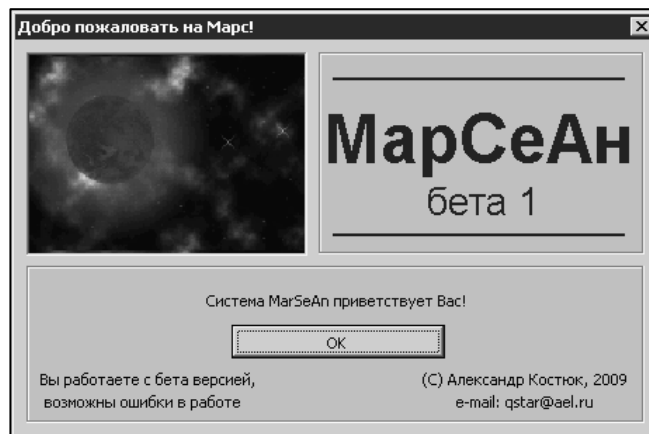 Добро пожаловать на Марс!
МарСеАн
бета 1
Система MarSeAn приветствует Вас!
OK
Вы работаете с бета версией,
возможны ошибки в работе
(C) Александр Костюк, 2009
e-mail: qstar@ael.ru